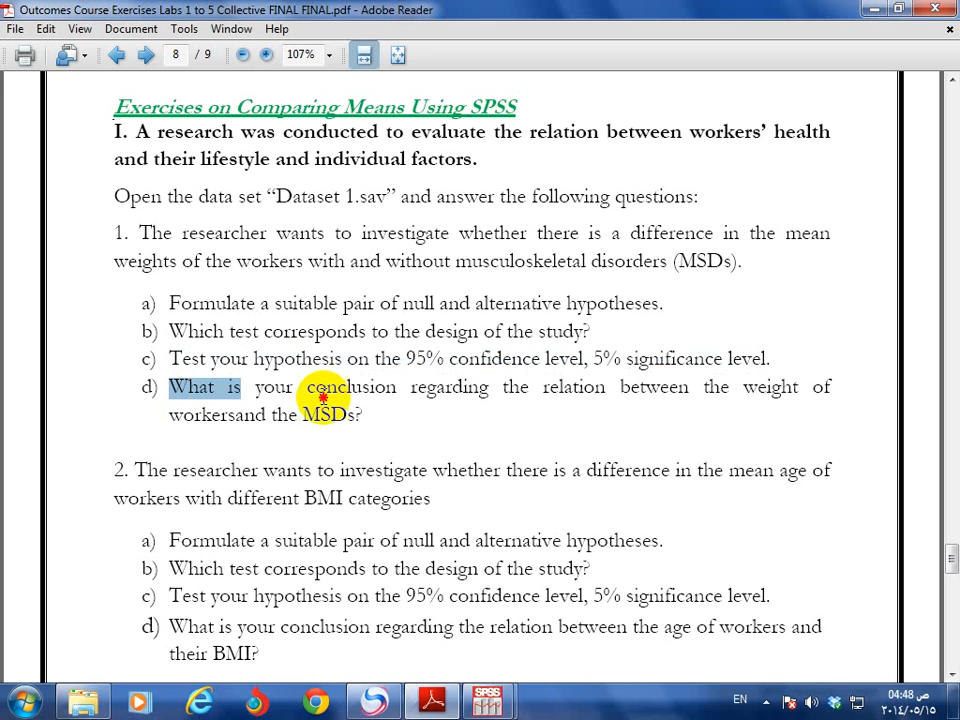 Outcomes Course Exercises Labs 1 to 5 Collective FINAL FINAL.pdf - Adobe Reader
File Edit View Document Tools Window Help
8 / 9 107%
Exercises on Comparing Means Using SPSS
I. A research was conducted to evaluate the relation between workers’ health
and their lifestyle and individual factors.
Open the data set “Dataset 1.sav” and answer the following questions:
1. The researcher wants to investigate whether there is a difference in the mean
weights of the workers with and without musculoskeletal disorders (MSDs).
a) Formulate a suitable pair of null and alternative hypotheses.
b) Which test corresponds to the design of the study?
c) Test your hypothesis on the 95% confidence level, 5% significance level.
d) What is your conclusion regarding the relation between the weight of
workersand the MSDs?
2. The researcher wants to investigate whether there is a difference in the mean age of
workers with different BMI categories
a) Formulate a suitable pair of null and alternative hypotheses.
b) Which test corresponds to the design of the study?
c) Test your hypothesis on the 95% confidence level, 5% significance level.
d) What is your conclusion regarding the relation between the age of workers and
their BMI?
SPSS
EN
04:48 ص
٢٠١٤/٠٥/١٥